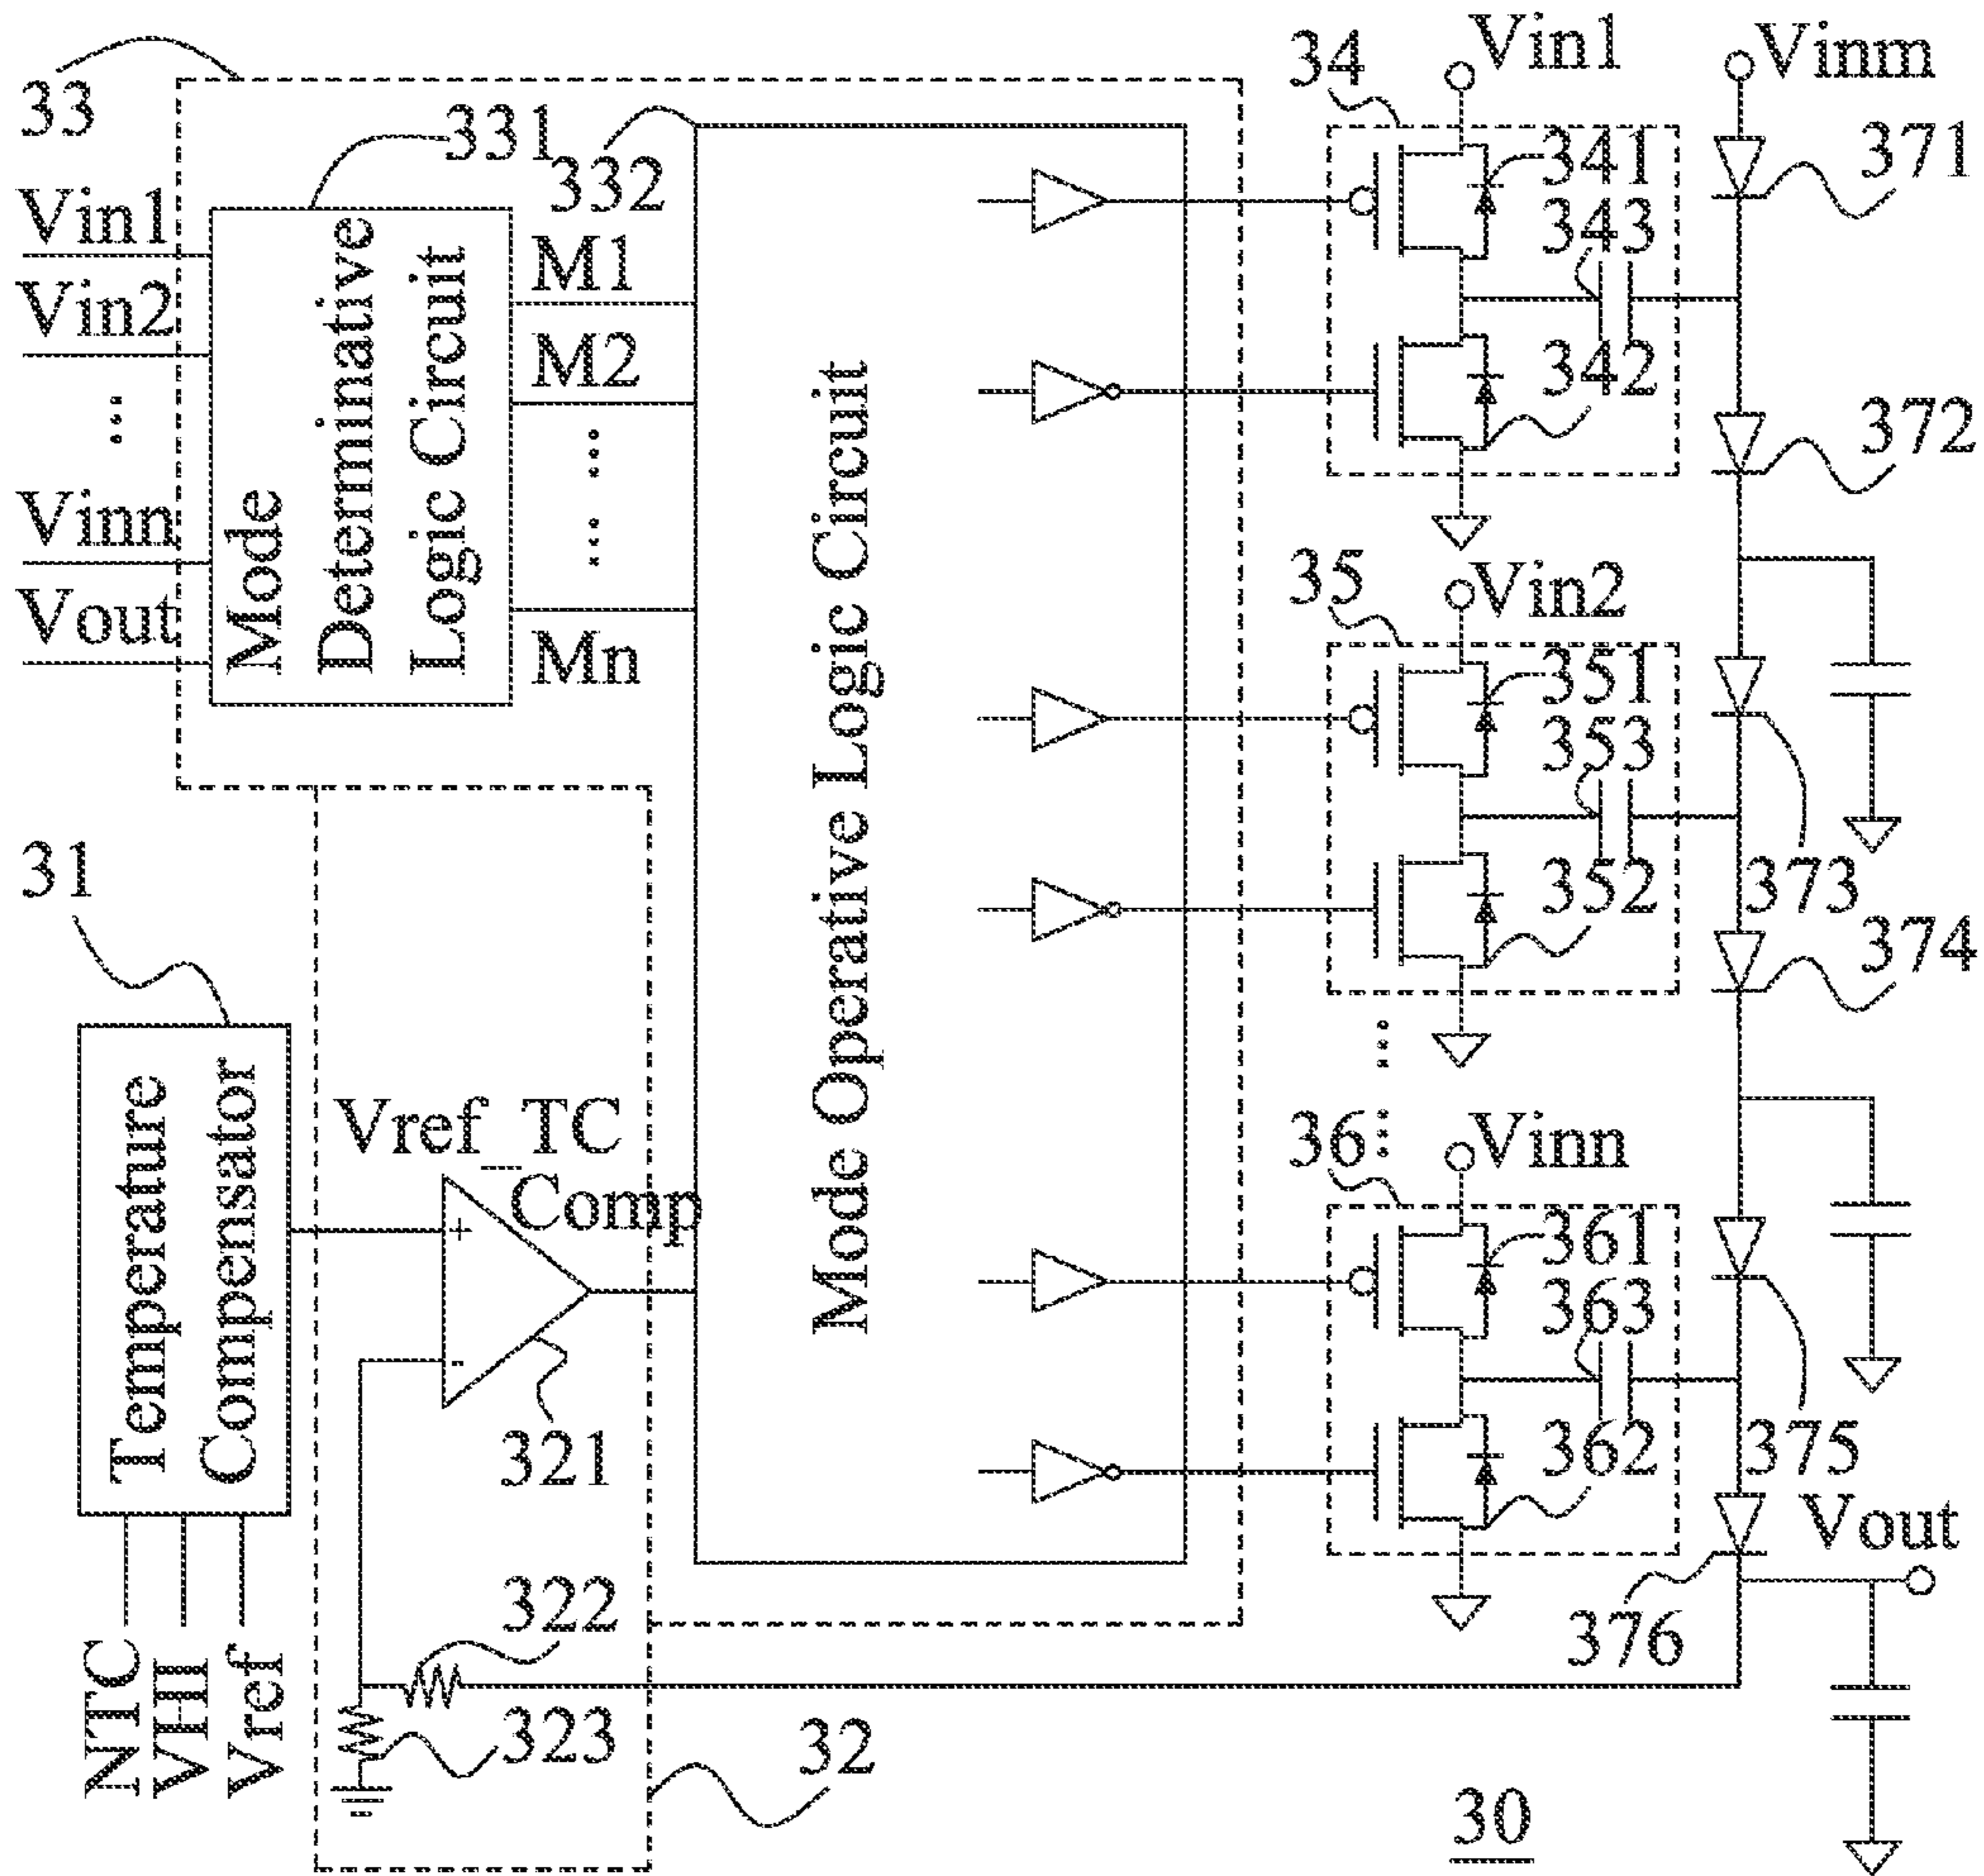 33
331
332
Vin1
Vin2
...
Vinn
Vout
Mode
Determinative
Logic Circuit
M1
M2
...
...
Mn
Mode Operative Logic Circuit
34
Vin1
341
343
342
Vinm
371
372
35
Vin2
351
353
352
373
374
...
...
36
Vinn
361
363
362
375
Vout
376
31
Temperature
Compensator
NTC
VHI
Vref
Vref_TC
_Comp
+
-
321
322
323
32
30